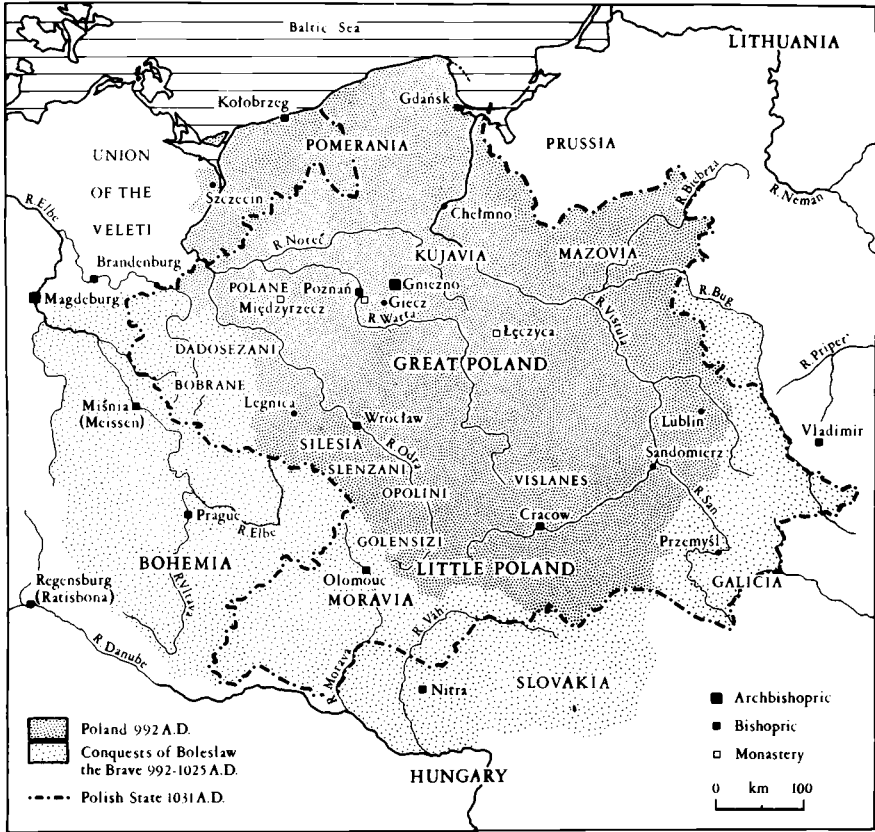 Baltic Sea
LITHUANIA
Kołobrzeg
Gdańsk
POMERANIA
PRUSSIA
UNION
OF THE
VELETI
Szczecin
R. Elbe
R. Biebrza
R. Neman
Chełmno
R. Noteć
KUJAVIA
MAZOVIA
Brandenburg
Magdeburg
POLANE
Międzyrzecz
Poznań
Gniezno
Giecz
R. Warta
R. Vistula
R. Bug
Łęczyca
R. Pripet
DADOSEZANI
GREAT POLAND
BOBRANE
Miśnia
(Meissen)
Legnica
Wrocław
Lublin
Vladimir
SILESIA
R. Odra
Sandomierz
SLENZANI
OPOLINI
VISLANES
R. San
Prague
R. Elbe
Cracow
GOLENSIZI
Przemyśl
BOHEMIA
LITTLE POLAND
GALICIA
Regensburg
(Ratisbona)
R. Vltava
Olomouc
MORAVIA
R. Danube
R. Vah
R. Morava
Nitra
SLOVAKIA
HUNGARY
Poland 992 A.D.
Conquests of Boleslaw
the Brave 992-1025 A.D.
Polish State 1031 A.D.
Archbishopric
Bishopric
Monastery
0 km 100